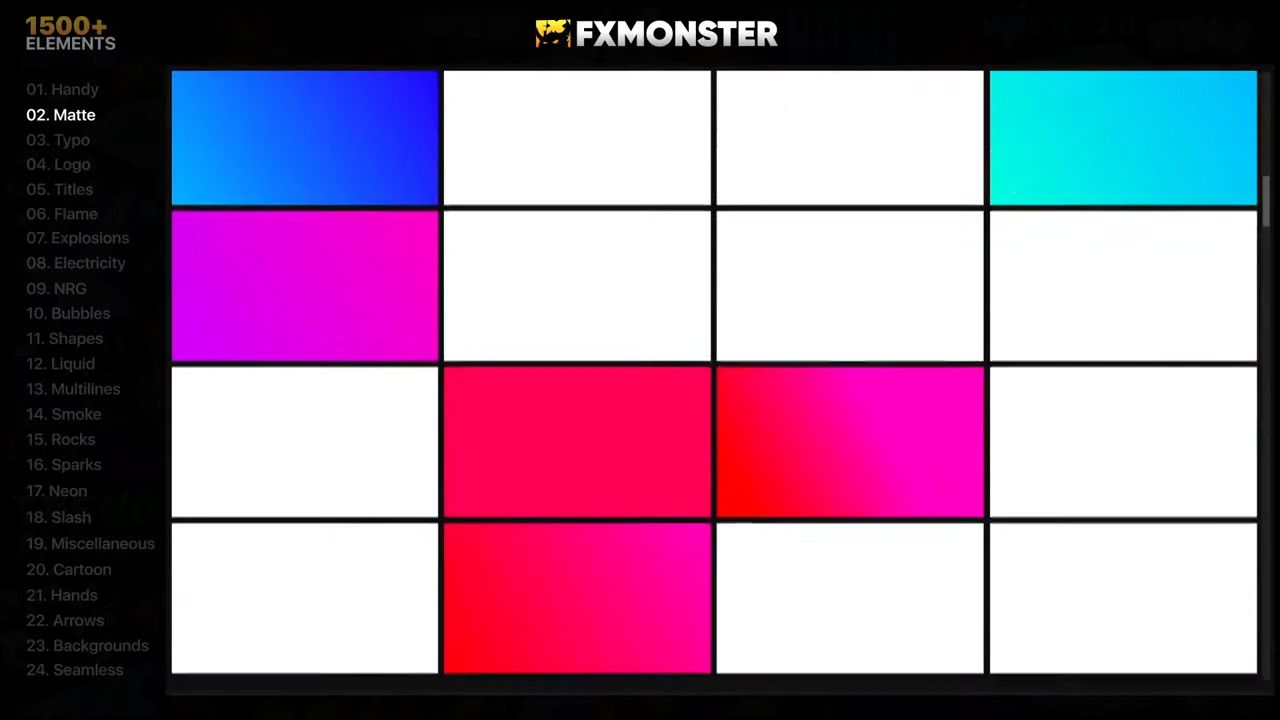 1500+
ELEMENTS
FXMONSTER
01. Handy
02. Matte
03. Typo
04. Logo
05. Titles
06. Flame
07. Explosions
08. Electricity
09. NRG
10. Bubbles
11. Shapes
12. Liquid
13. Multilines
14. Smoke
15. Rocks
16. Sparks
17. Neon
18. Slash
19. Miscellaneous
20. Cartoon
21. Hands
22. Arrows
23. Backgrounds
24. Seamless